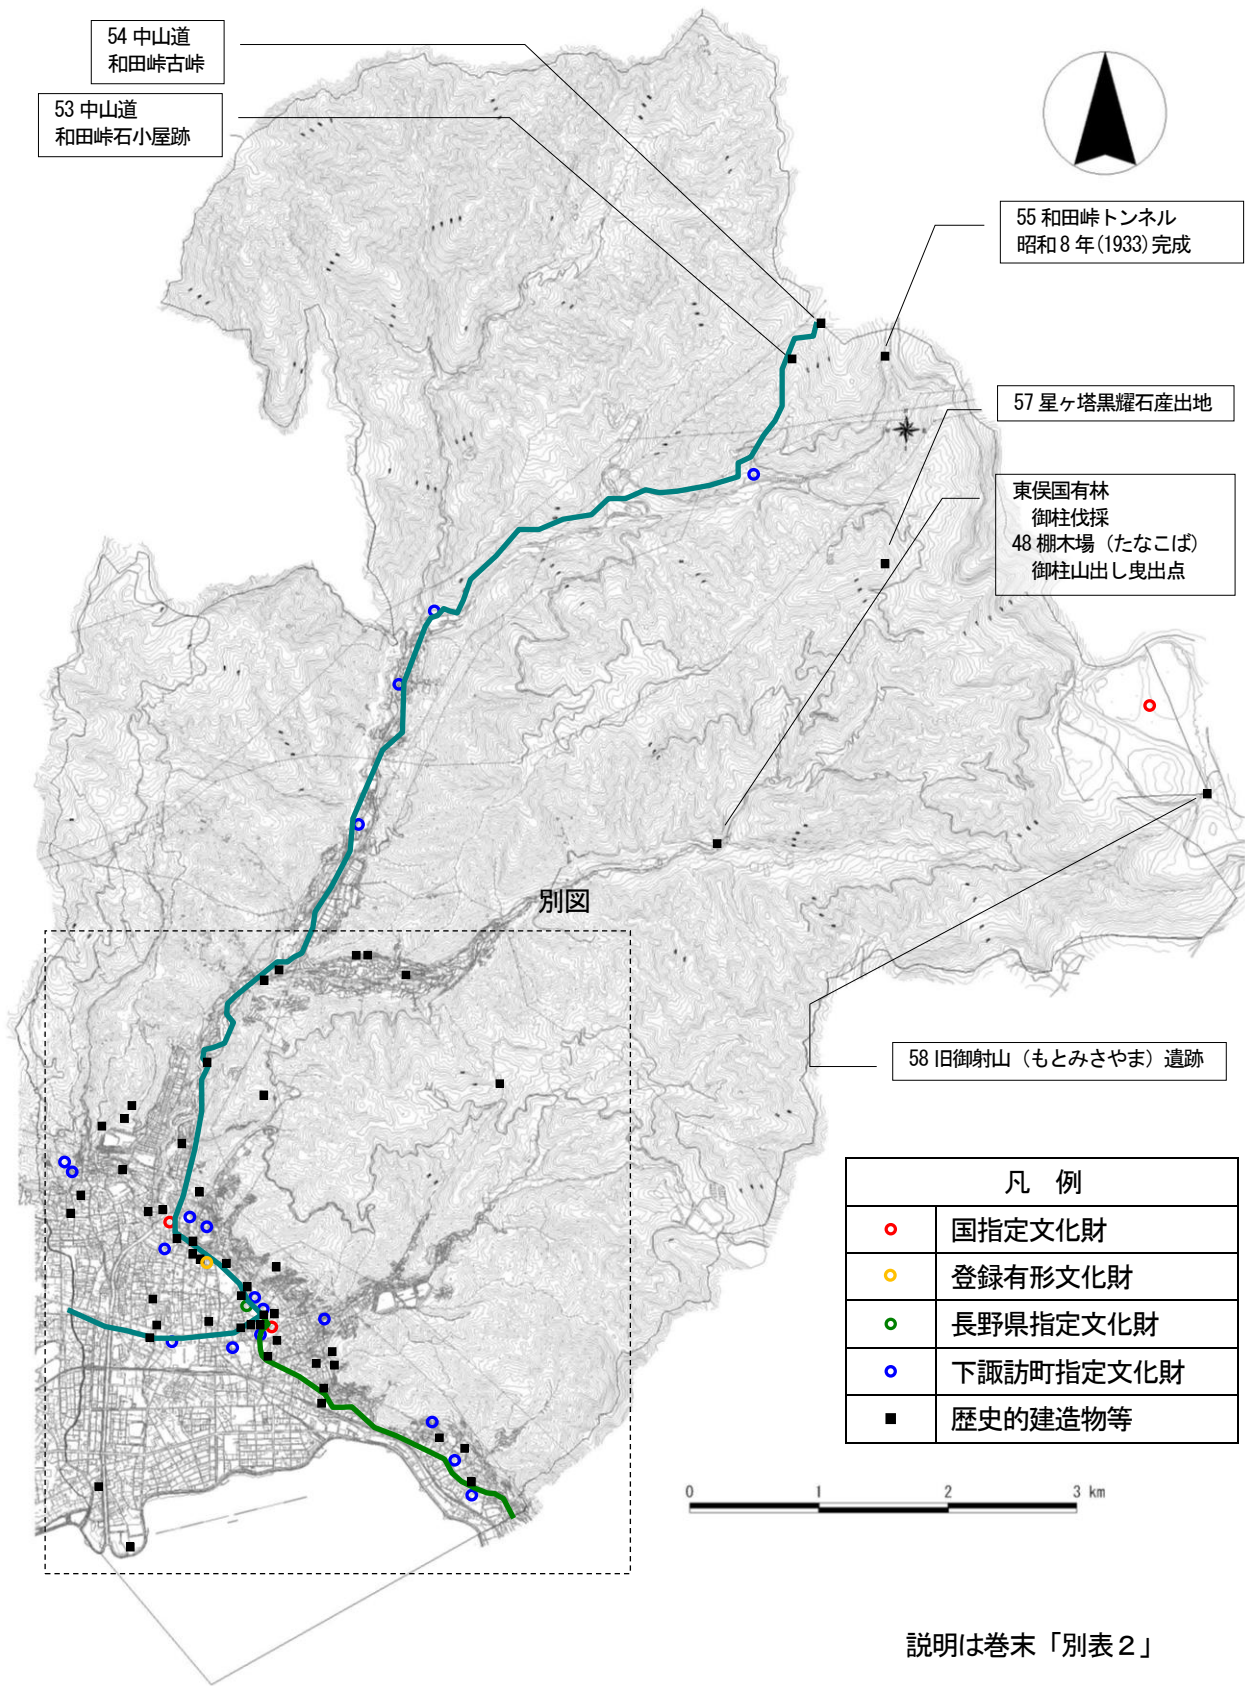 54 中山道
和田峠古峠
53 中山道
和田峠石小屋跡
55 和田峠トンネル
昭和8年(1933)完成
57 星ヶ塔黒耀石産出地
東俣国有林
御柱伐採
48 棚木場（たなこば）
御柱山出し曳出点
別図
58 旧御射山（もとみさやま）遺跡
凡 例
国指定文化財
登録有形文化財
長野県指定文化財
下諏訪町指定文化財
歴史的建造物等
0 1 2 3 km
説明は巻末「別表２」